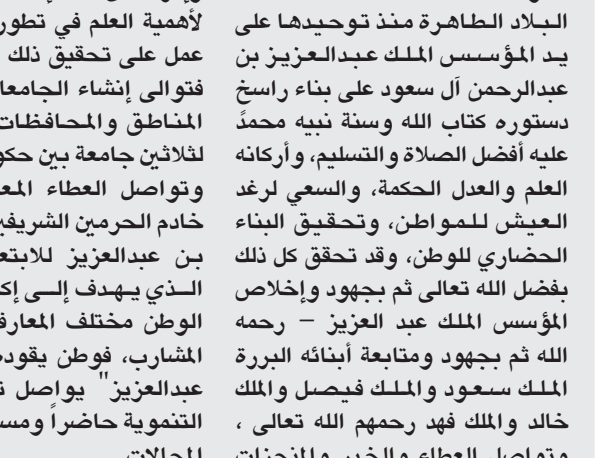 البلاد الطاهرة منذ توحيدها على
يد المؤسس الملك عبدالعزيز بن
عبدالرحمن آل سعود على بناء راسخ
دستوره كتاب الله وسنة نبيه محمدً
عليه أفضل الصلاة والتسليم، وأركانه
العلم والعدل الحكمة، والسعي لرغد
العيش للمواطن، وتحقيق البناء
الحضاري للوطن، وقد تحقق كل ذلك
بفضل الله تعالى ثم بجهود وإخلاص
المؤسس الملك عبد العزيز – رحمه
الله ثم بجهود ومتابعة أبنائه البررة
الملك سعود والملك فيصل والملك
خالد والملك فهد رحمهم الله تعالى ،
وتواصل العطاء والخير والمنجزات
لأهمية العلم في تطور
عمل على تحقيق ذلك
فتوالى إنشاء الجامعا
المناطق والمحافظات
لثلاثين جامعة بين حكو
وتواصل العطاء المع
خادم الحرمين الشريفي
بن عبدالعزيز للابتع
الذي يهدف إلى إك
الوطن مختلف المعارف
المشارب، فوطن يقوده
عبدالعزيز" يواصل
التنموية حاضراً ومس
المجالات